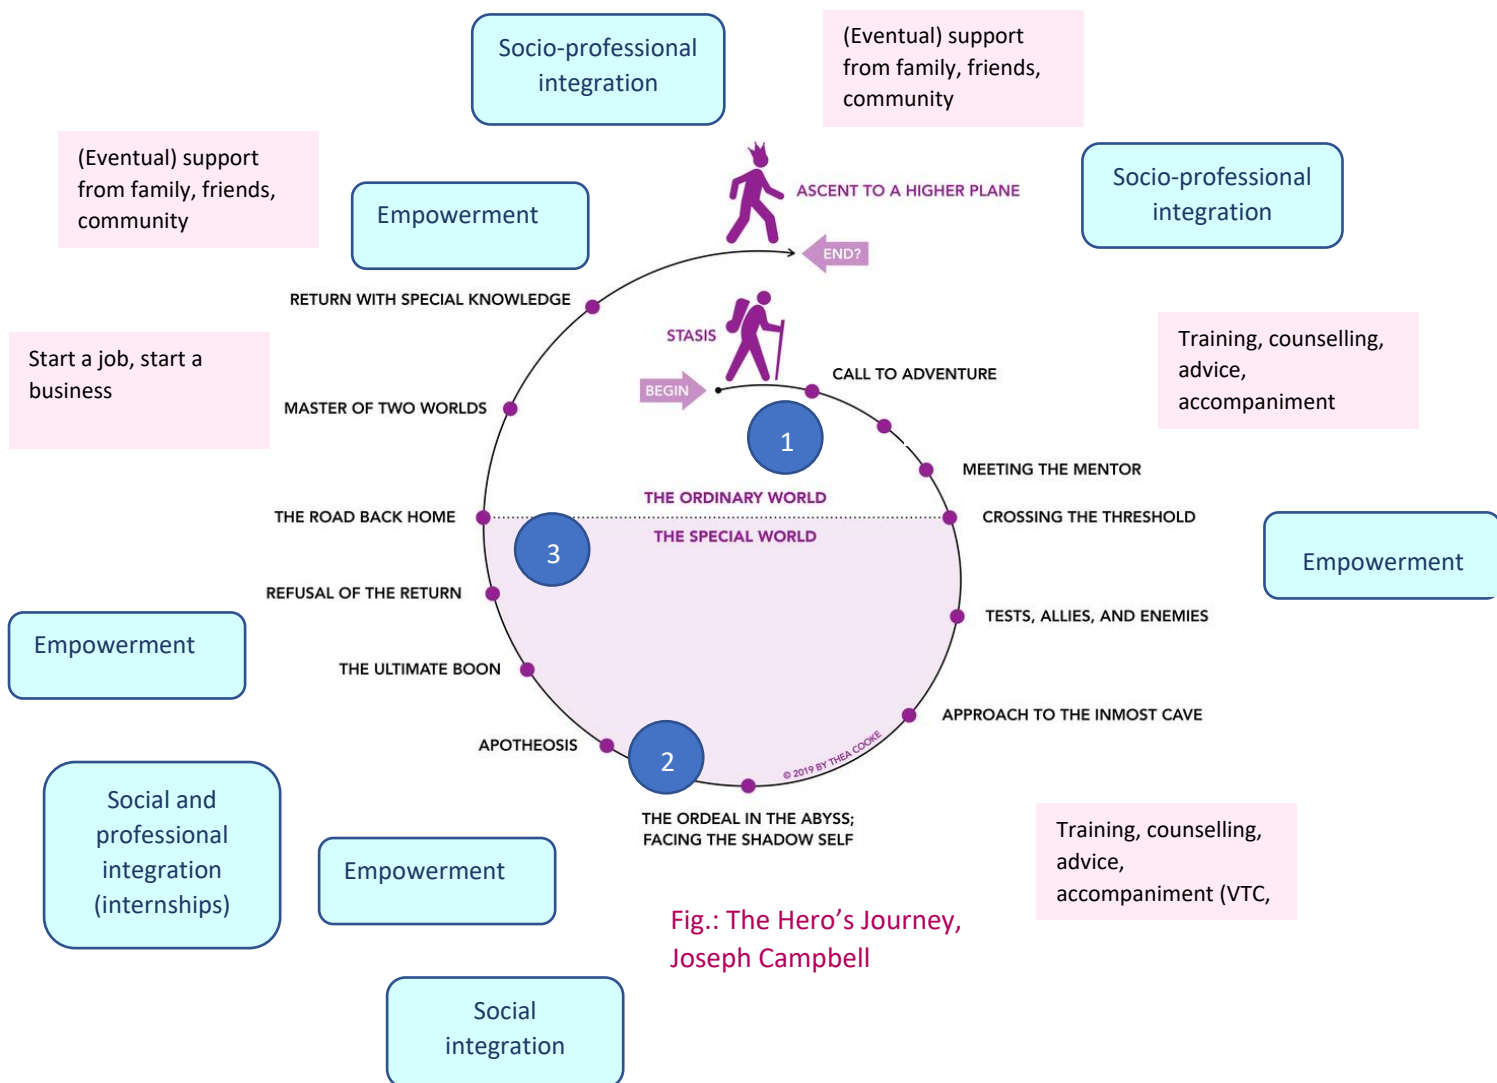 Socio-professional
integration
(Eventual) support
from family, friends,
community
(Eventual) support
from family, friends,
community
Empowerment
ASCENT TO A HIGHER PLANE
Socio-professional
integration
END?
RETURN WITH SPECIAL KNOWLEDGE
STASIS
Start a job, start a
business
Training, counselling,
advice,
accompaniment
BEGIN
CALL TO ADVENTURE
MASTER OF TWO WORLDS
1
MEETING THE MENTOR
THE ORDINARY WORLD
THE ROAD BACK HOME
CROSSING THE THRESHOLD
THE SPECIAL WORLD
3
Empowerment
REFUSAL OF THE RETURN
TESTS, ALLIES, AND ENEMIES
Empowerment
THE ULTIMATE BOON
APPROACH TO THE INMOST CAVE
APOTHEOSIS
2
© 2019 BY THEA COOKE
Social and
professional
integration
(internships)
THE ORDEAL IN THE ABYSS;
FACING THE SHADOW SELF
Training, counselling,
advice,
accompaniment (VTC,
Empowerment
Fig.: The Hero’s Journey,
Joseph Campbell
Social
integration